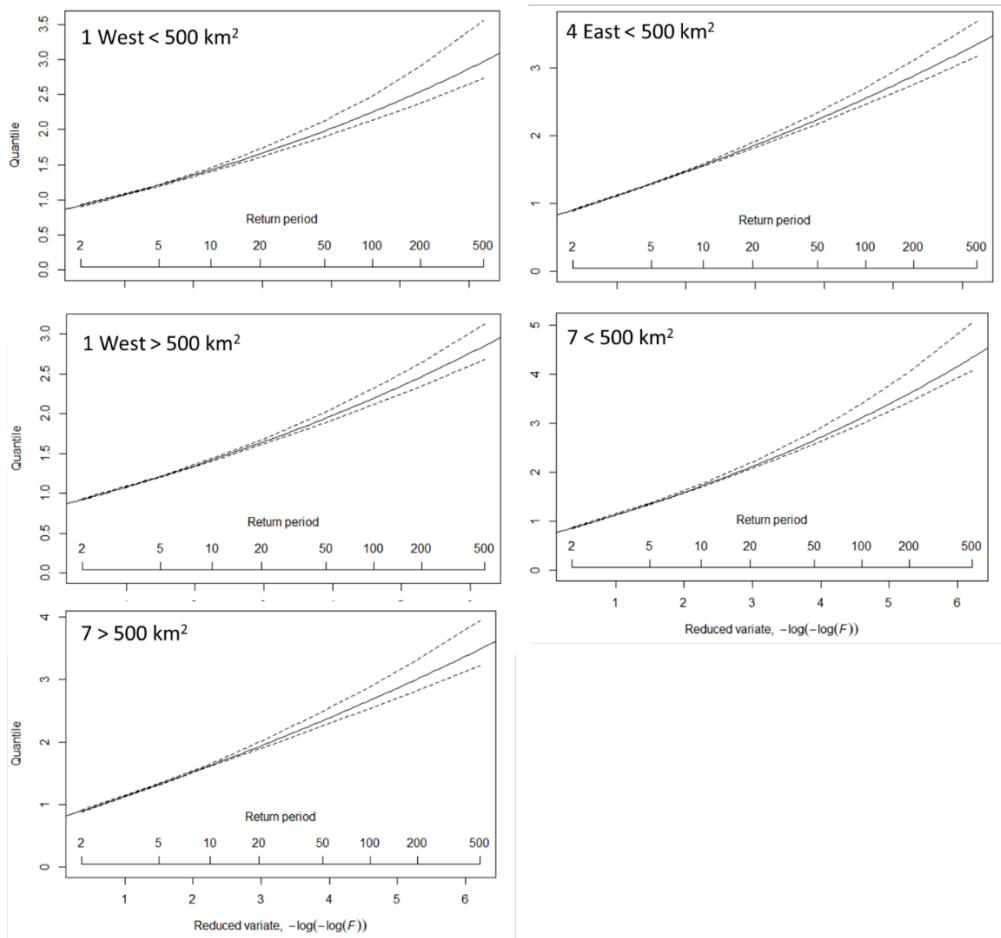 1 West < 500 km²
Quantile
3.5
3.0
2.5
2.0
1.5
1.0
0.5
0.0
Return period
2 5 10 20 50 100 200 500
4 East < 500 km²
3
2
1
0
Return period
2 5 10 20 50 100 200 500
1 West > 500 km²
Quantile
3.0
2.5
2.0
1.5
1.0
0.5
0.0
Return period
2 5 10 20 50 100 200 500
7 < 500 km²
5
4
3
2
1
0
Return period
2 5 10 20 50 100 200 500
1 2 3 4 5 6
Reduced variate, −log(−log(F))
7 > 500 km²
Quantile
4
3
2
1
0
Return period
2 5 10 20 50 100 200 500
1 2 3 4 5 6
Reduced variate, −log(−log(F))